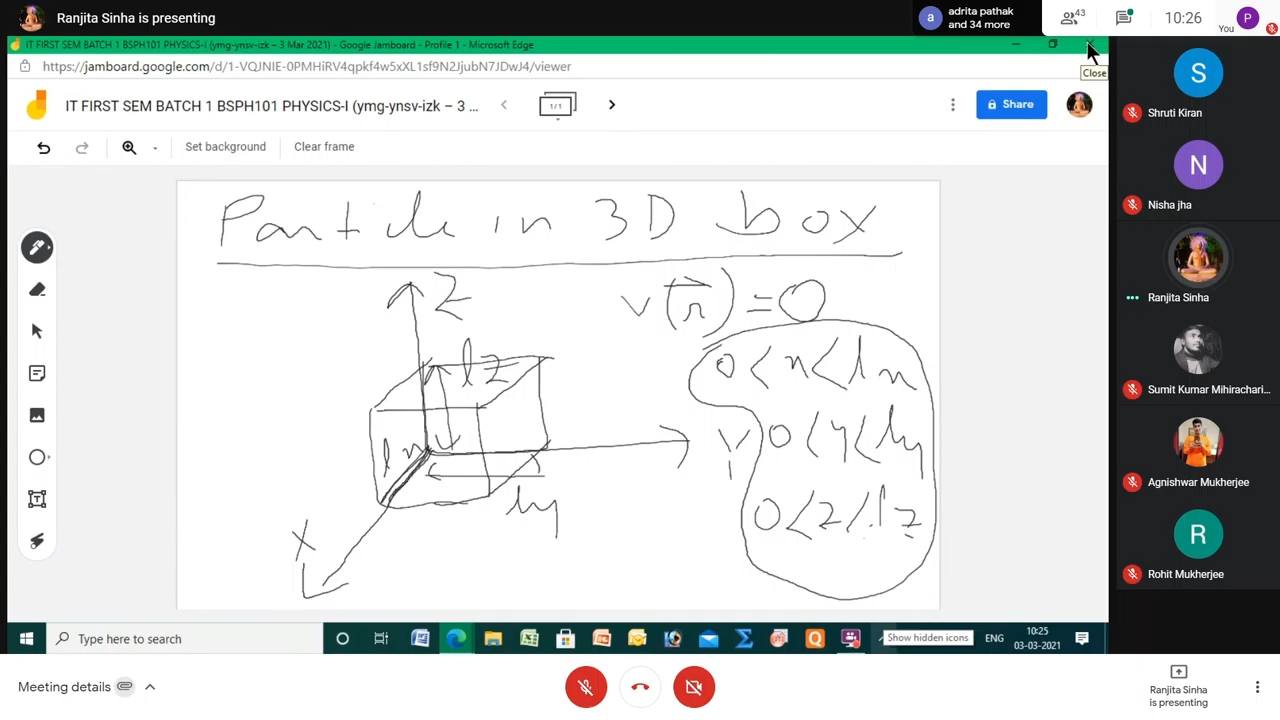 Ranjita Sinha is presenting
adrita pathak
and 34 more
43
10:26
You
P
IT FIRST SEM BATCH 1 BSPH101 PHYSICS-I (ymg-ynsv-izk – 3 Mar 2021) - Google Jamboard - Profile 1 - Microsoft Edge
https://jamboard.google.com/d/1-VQJNIE-0PMHiRV4qpkf4w5xXL1sf9N2JjubN7JDwJ4/viewer
Close
IT FIRST SEM BATCH 1 BSPH101 PHYSICS-I (ymg-ynsv-izk – 3 ...
1/1
Share
Set background
Clear frame
Particle in 3D box
Z
V(r) = 0
lz
0 < x < lx
lx
Y
0 < y < ly
ly
0 < z < lz
X
S
Shruti Kiran
N
Nisha jha
Ranjita Sinha
Sumit Kumar Mihirachari...
Agnishwar Mukherjee
R
Rohit Mukherjee
Type here to search
Show hidden icons
ENG
10:25
03-03-2021
Meeting details
Ranjita Sinha
is presenting